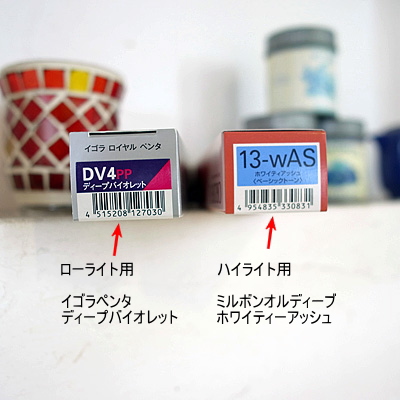 イゴラ ロイヤル ペンタ
DV4PP
ディープバイオレット
4 515208 127030
13-wAS
ホワイティアッシュ
〈ベーシックトーン〉
4 954835 330831
ローライト用
イゴラペンタ
ディープバイオレット
ハイライト用
ミルボンオルディーブ
ホワイティーアッシュ